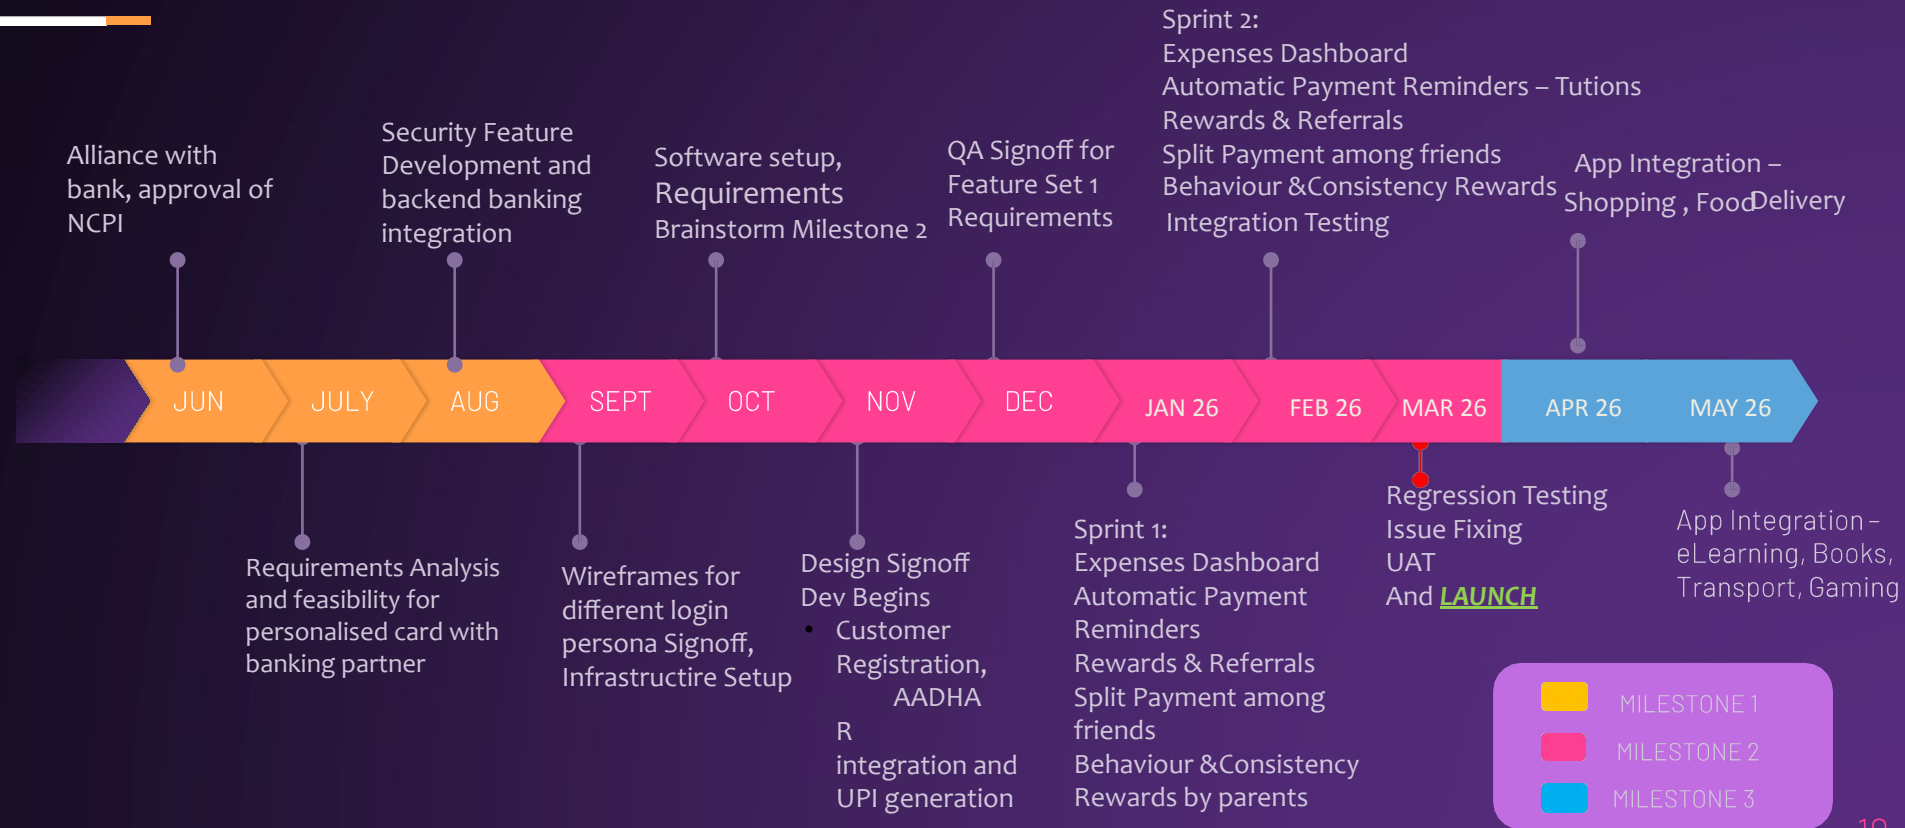 Sprint 2:
Expenses Dashboard
Automatic Payment Reminders – Tutions
Rewards & Referrals
Split Payment among friends
Behaviour &Consistency Rewards
Integration Testing
Alliance with
bank, approval of
NCPI
Security Feature
Development and
backend banking
integration
Software setup,
Requirements
Brainstorm Milestone 2
QA Signoff for
Feature Set 1
Requirements
App Integration –
Shopping , FoodDelivery
JUN
JULY
AUG
SEPT
OCT
NOV
DEC
JAN 26
FEB 26
MAR 26
APR 26
MAY 26
Requirements Analysis
and feasibility for
personalised card with
banking partner
Wireframes for
different login
persona Signoff,
Infrastructire Setup
Design Signoff
Dev Begins
• Customer
Registration,
AADHA
R
integration and
UPI generation
Sprint 1:
Expenses Dashboard
Automatic Payment
Reminders
Rewards & Referrals
Split Payment among
friends
Behaviour &Consistency
Rewards by parents
Regression Testing
Issue Fixing
UAT
And LAUNCH
App Integration –
eLearning, Books,
Transport, Gaming
MILESTONE 1
MILESTONE 2
MILESTONE 3